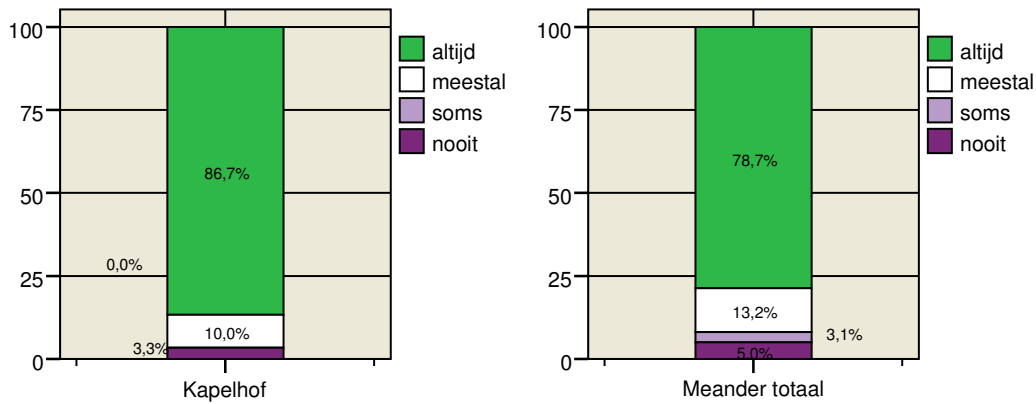 100
75
50
25
0
86,7%
0,0%
10,0%
3,3%
Kapelhof
altijd
meestal
soms
nooit
100
75
50
25
0
78,7%
13,2%
3,1%
5,0%
Meander totaal
altijd
meestal
soms
nooit